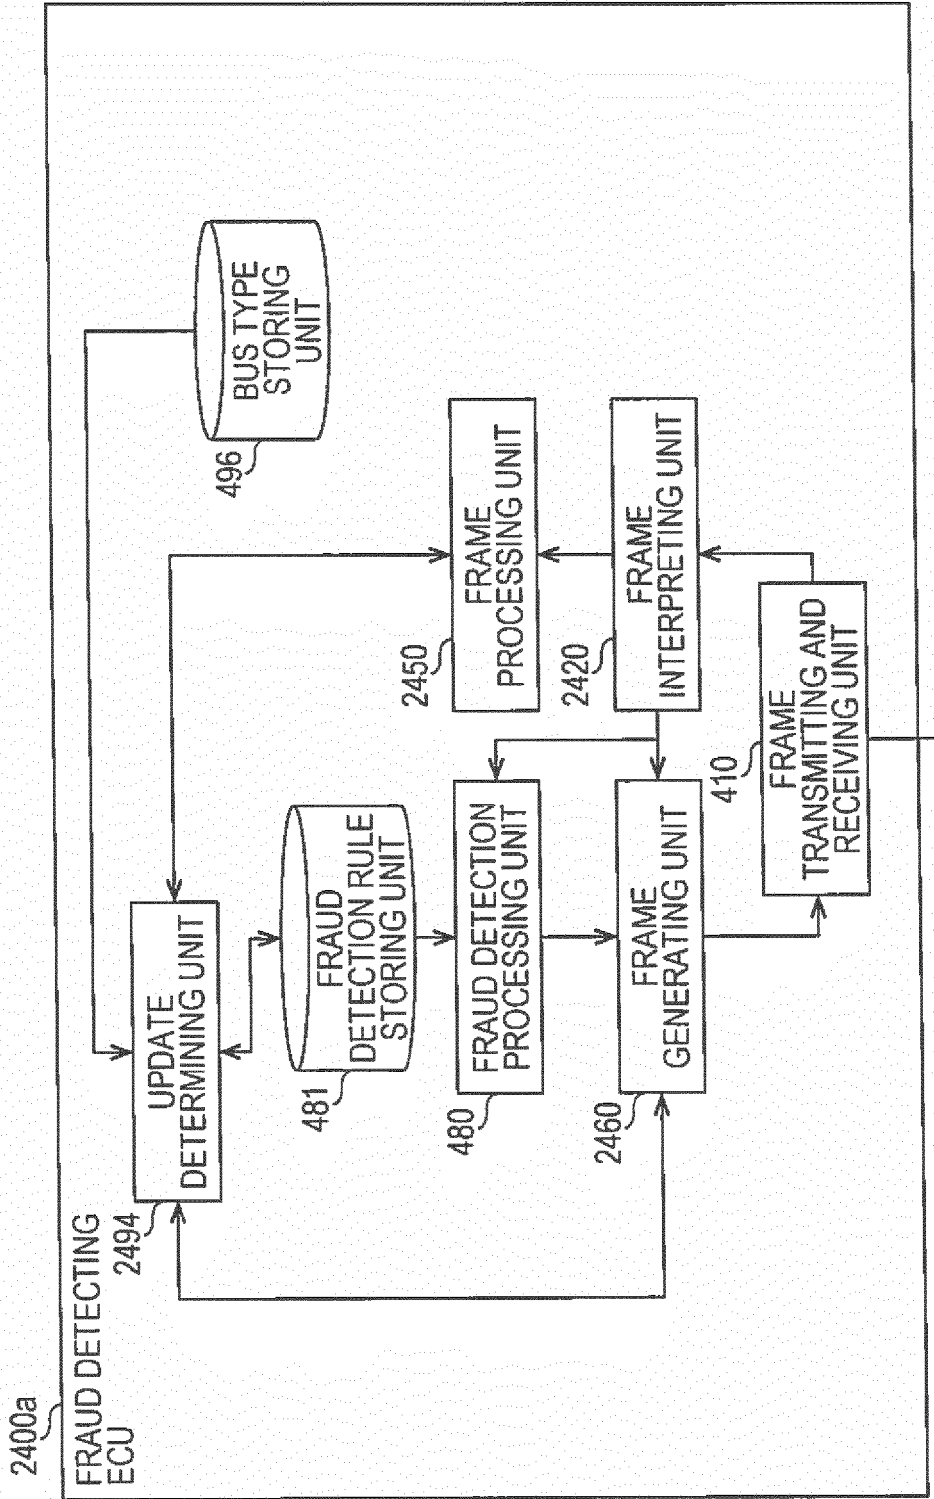 2400a
FRAUD DETECTING
ECU
2494
UPDATE
DETERMINING UNIT
496
BUS TYPE
STORING
UNIT
481
FRAUD
DETECTION RULE
STORING UNIT
2450
FRAME
PROCESSING UNIT
480
FRAUD DETECTION
PROCESSING UNIT
2420
FRAME
INTERPRETING UNIT
2460
FRAME
GENERATING UNIT
410
FRAME
TRANSMITTING AND
RECEIVING UNIT